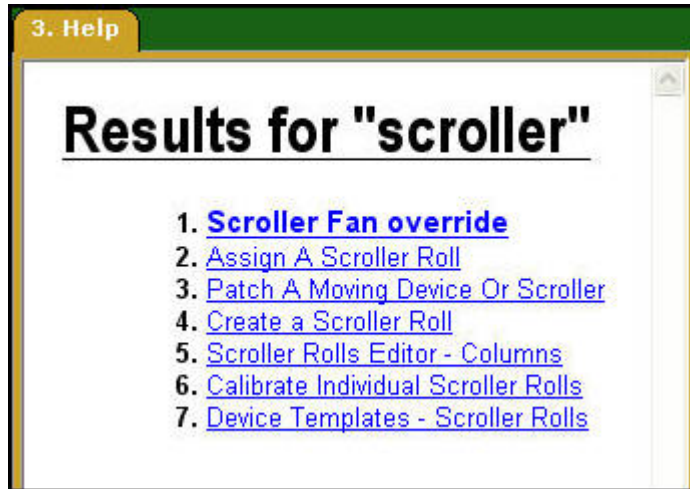 3. Help
Results for "scroller"
1. Scroller Fan override
2. Assign A Scroller Roll
3. Patch A Moving Device Or Scroller
4. Create a Scroller Roll
5. Scroller Rolls Editor - Columns
6. Calibrate Individual Scroller Rolls
7. Device Templates - Scroller Rolls